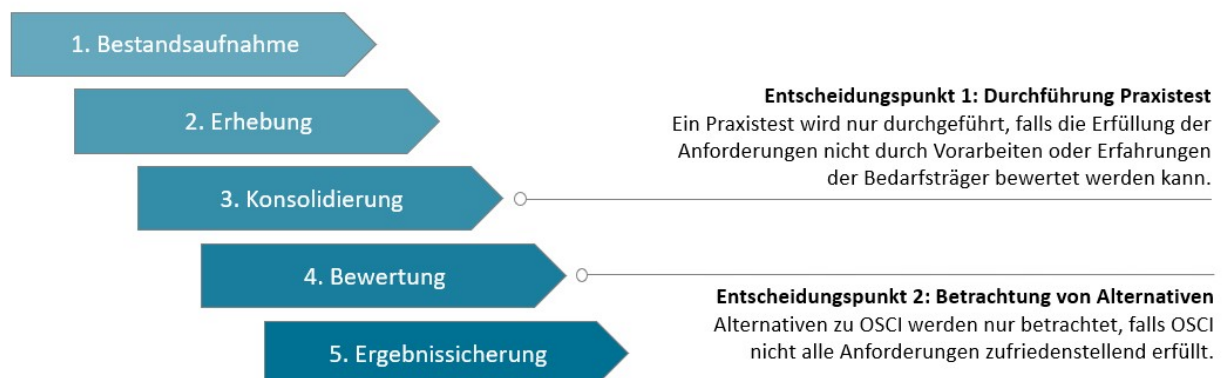 1. Bestandsaufnahme
2. Erhebung
3. Konsolidierung
4. Bewertung
5. Ergebnissicherung
Entscheidungspunkt 1: Durchführung Praxistest
Ein Praxistest wird nur durchgeführt, falls die Erfüllung der
Anforderungen nicht durch Vorarbeiten oder Erfahrungen
der Bedarfsträger bewertet werden kann.
Entscheidungspunkt 2: Betrachtung von Alternativen
Alternativen zu OSCI werden nur betrachtet, falls OSCI
nicht alle Anforderungen zufriedenstellend erfüllt.